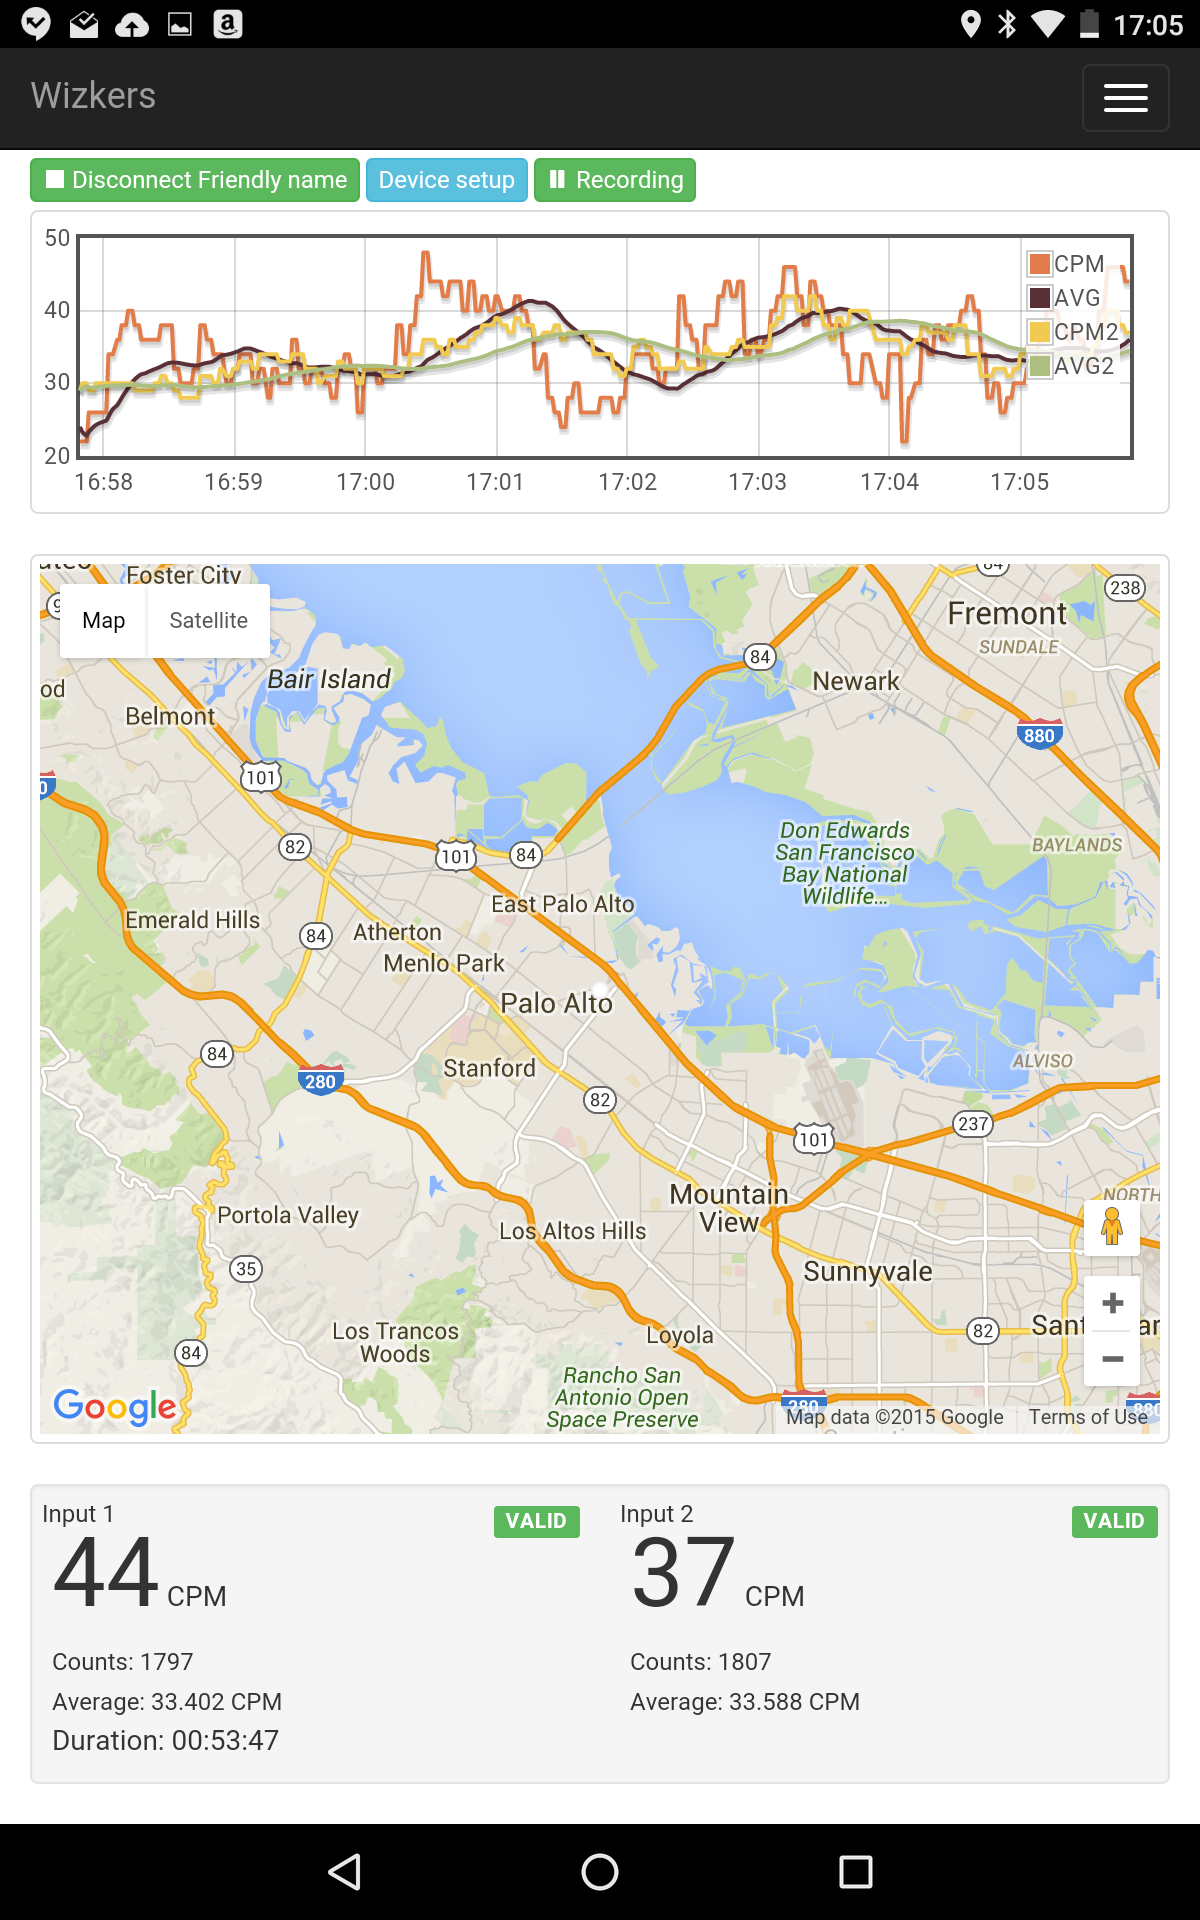 17:05
Wizkers
Disconnect Friendly name
Device setup
Recording
50
40
30
20
CPM
AVG
CPM2
AVG2
16:58 16:59 17:00 17:01 17:02 17:03 17:04 17:05
Foster City
84
238
Map
Satellite
Fremont
SUNDALE
84
Bair Island
Newark
od
Belmont
880
101
0
82
101
84
Don Edwards
San Francisco
Bay National
Wildlife...
BAYLANDS
East Palo Alto
Emerald Hills
84
Atherton
Menlo Park
Palo Alto
84
Stanford
ALVISO
280
82
237
101
Mountain
View
NORTH
Portola Valley
Los Altos Hills
35
Sunnyvale
Los Trancos
Woods
Loyola
82
Sant
ar
84
Rancho San
Antonio Open
Space Preserve
Google
280
880
Map data ©2015 Google
Terms of Use
Input 1
VALID
44 CPM
Counts: 1797
Average: 33.402 CPM
Duration: 00:53:47
Input 2
VALID
37 CPM
Counts: 1807
Average: 33.588 CPM